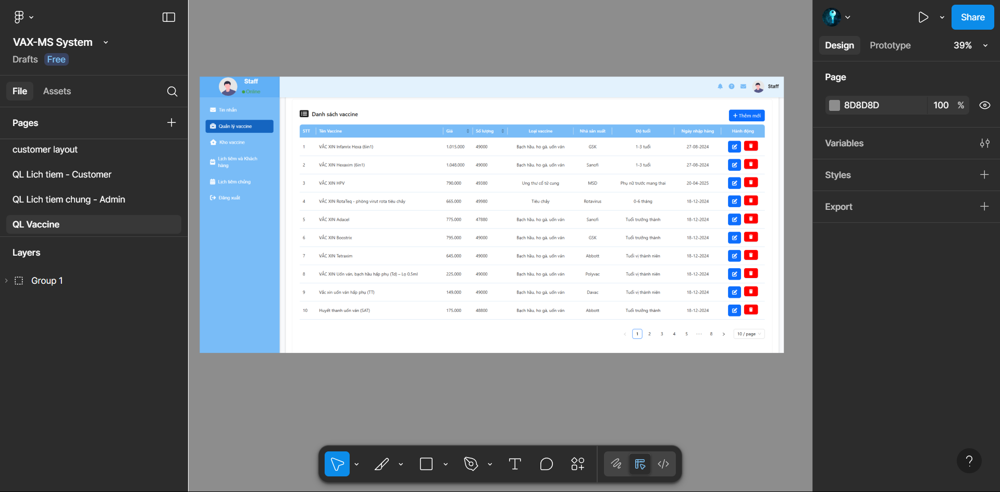 VAX-MS System
Drafts Free
File Assets
Pages
customer layout
QL Lich tiem - Customer
QL Lich tiem chung - Admin
QL Vaccine
Layers
Group 1
Staff
Online
Tin nhắn
Quản lý vaccine
Kho vaccine
Lịch tiêm và Khách
hàng
Lịch tiêm chủng
Đăng xuất
Staff
Danh sách vaccine
+ Thêm mới
STT Tên Vaccine Giá Số lượng Loại vaccine Nhà sản xuất Độ tuổi Ngày nhập hàng Hành động
1 VẮC XIN Infanrix Hexa (6in1) 1.015.000 49000 Bạch hầu, ho gà, uốn ván GSK 1-3 tuổi 27-08-2024
2 VẮC XIN Hexaxim (6in1) 1.048.000 49000 Bạch hầu, ho gà, uốn ván Sanofi 1-3 tuổi 27-08-2024
3 VẮC XIN HPV 790.000 49380 Ung thư cổ tử cung MSD Phụ nữ trước mang thai 20-04-2025
4 VẮC XIN RotaTeq - phòng virut rota tiêu chảy 665.000 49980 Tiêu chảy Rotavirus 0-6 tháng 18-12-2024
5 VẮC XIN Adacel 775.000 47880 Bạch hầu, ho gà, uốn ván Sanofi Tuổi trưởng thành 18-12-2024
6 VẮC XIN Boostrix 795.000 49000 Bạch hầu, ho gà, uốn ván GSK Tuổi trưởng thành 18-12-2024
7 VẮC XIN Tetraxim 645.000 49000 Bạch hầu, ho gà, uốn ván Abbott Tuổi vị thành niên 18-12-2024
8 VẮC XIN Uốn ván, bạch hầu hấp phụ (Td) – Lọ 0.5ml 225.000 49000 Bạch hầu, ho gà, uốn ván Polyvac Tuổi vị thành niên 18-12-2024
9 Vắc xin uốn ván hấp phụ (TT) 149.000 49000 Bạch hầu, ho gà, uốn ván Davac Tuổi vị thành niên 18-12-2024
10 Huyết thanh uốn ván (SAT) 175.000 48800 Bạch hầu, ho gà, uốn ván Abbott Tuổi trưởng thành 18-12-2024
< 1 2 3 4 5 ••• 8 > 10 / page
Share
Design Prototype 39%
Page
8D8D8D 100 %
Variables
Styles
Export
?